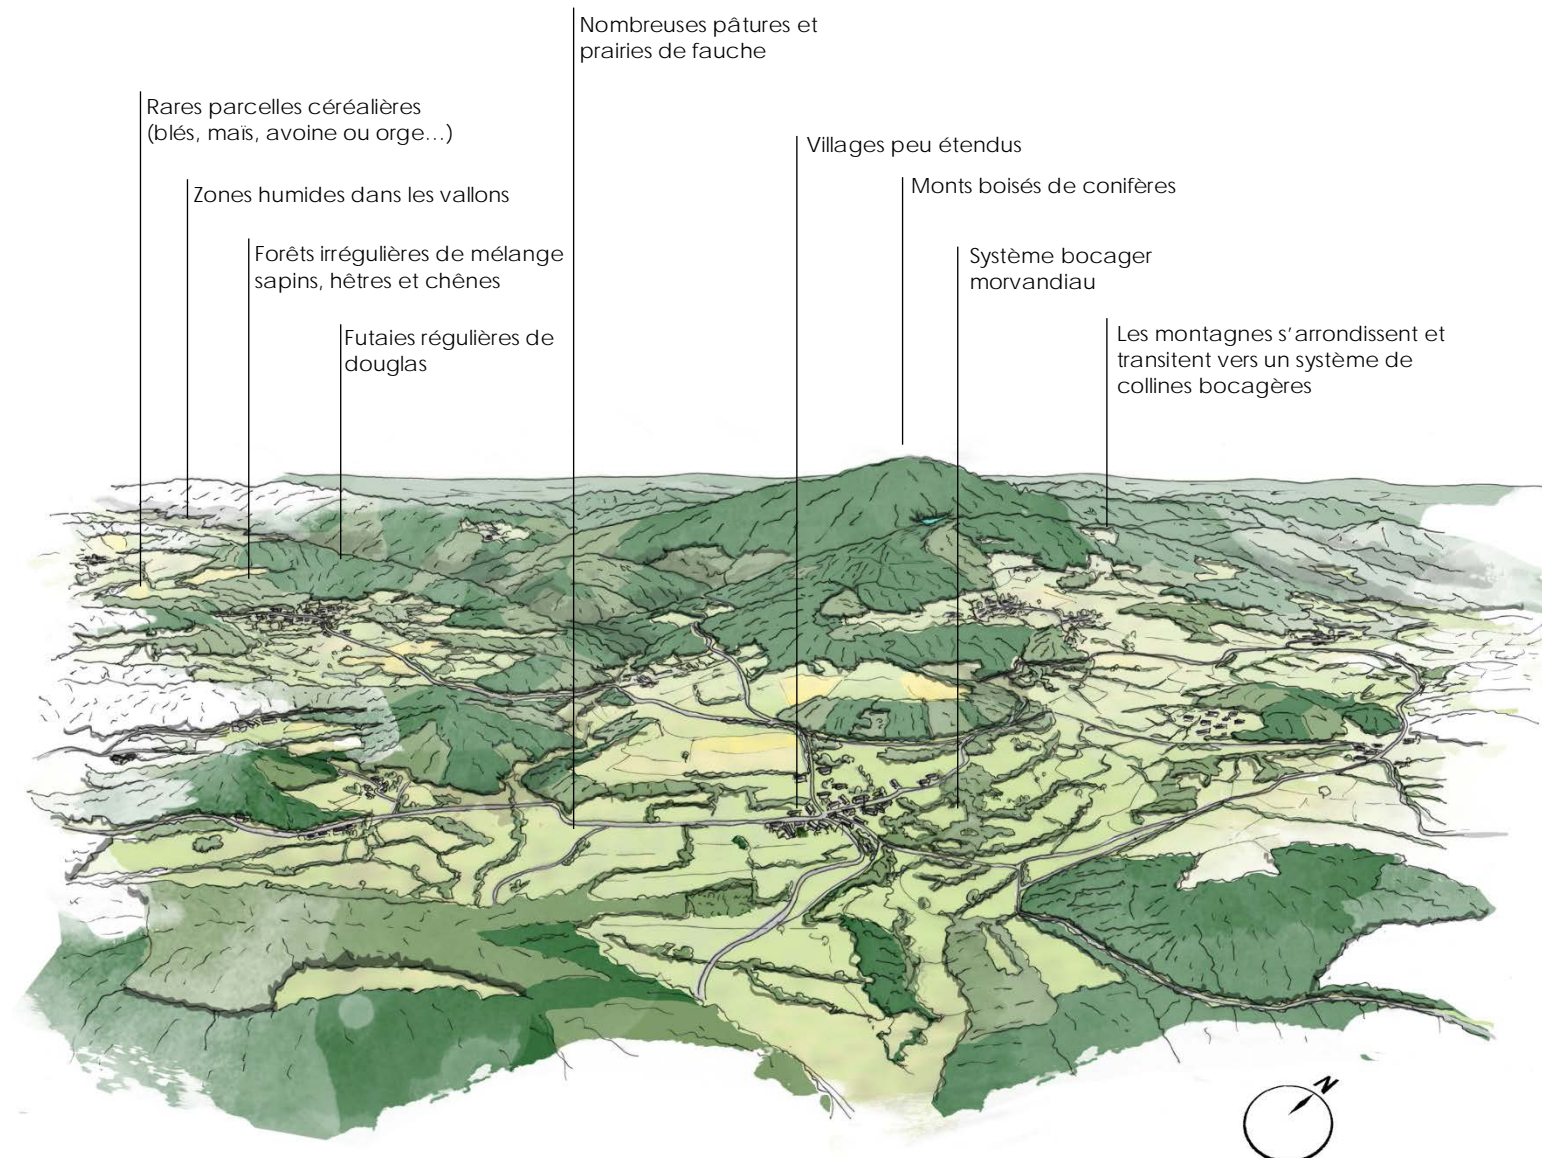 Nombreuses pâtures et
prairies de fauche
Rares parcelles céréalières
(blés, maïs, avoine ou orge…)
Villages peu étendus
Zones humides dans les vallons
Monts boisés de conifères
Forêts irrégulières de mélange
sapins, hêtres et chênes
Système bocager
morvandiau
Futaies régulières de
douglas
Les montagnes s'arrondissent et
transitent vers un système de
collines bocagères
N